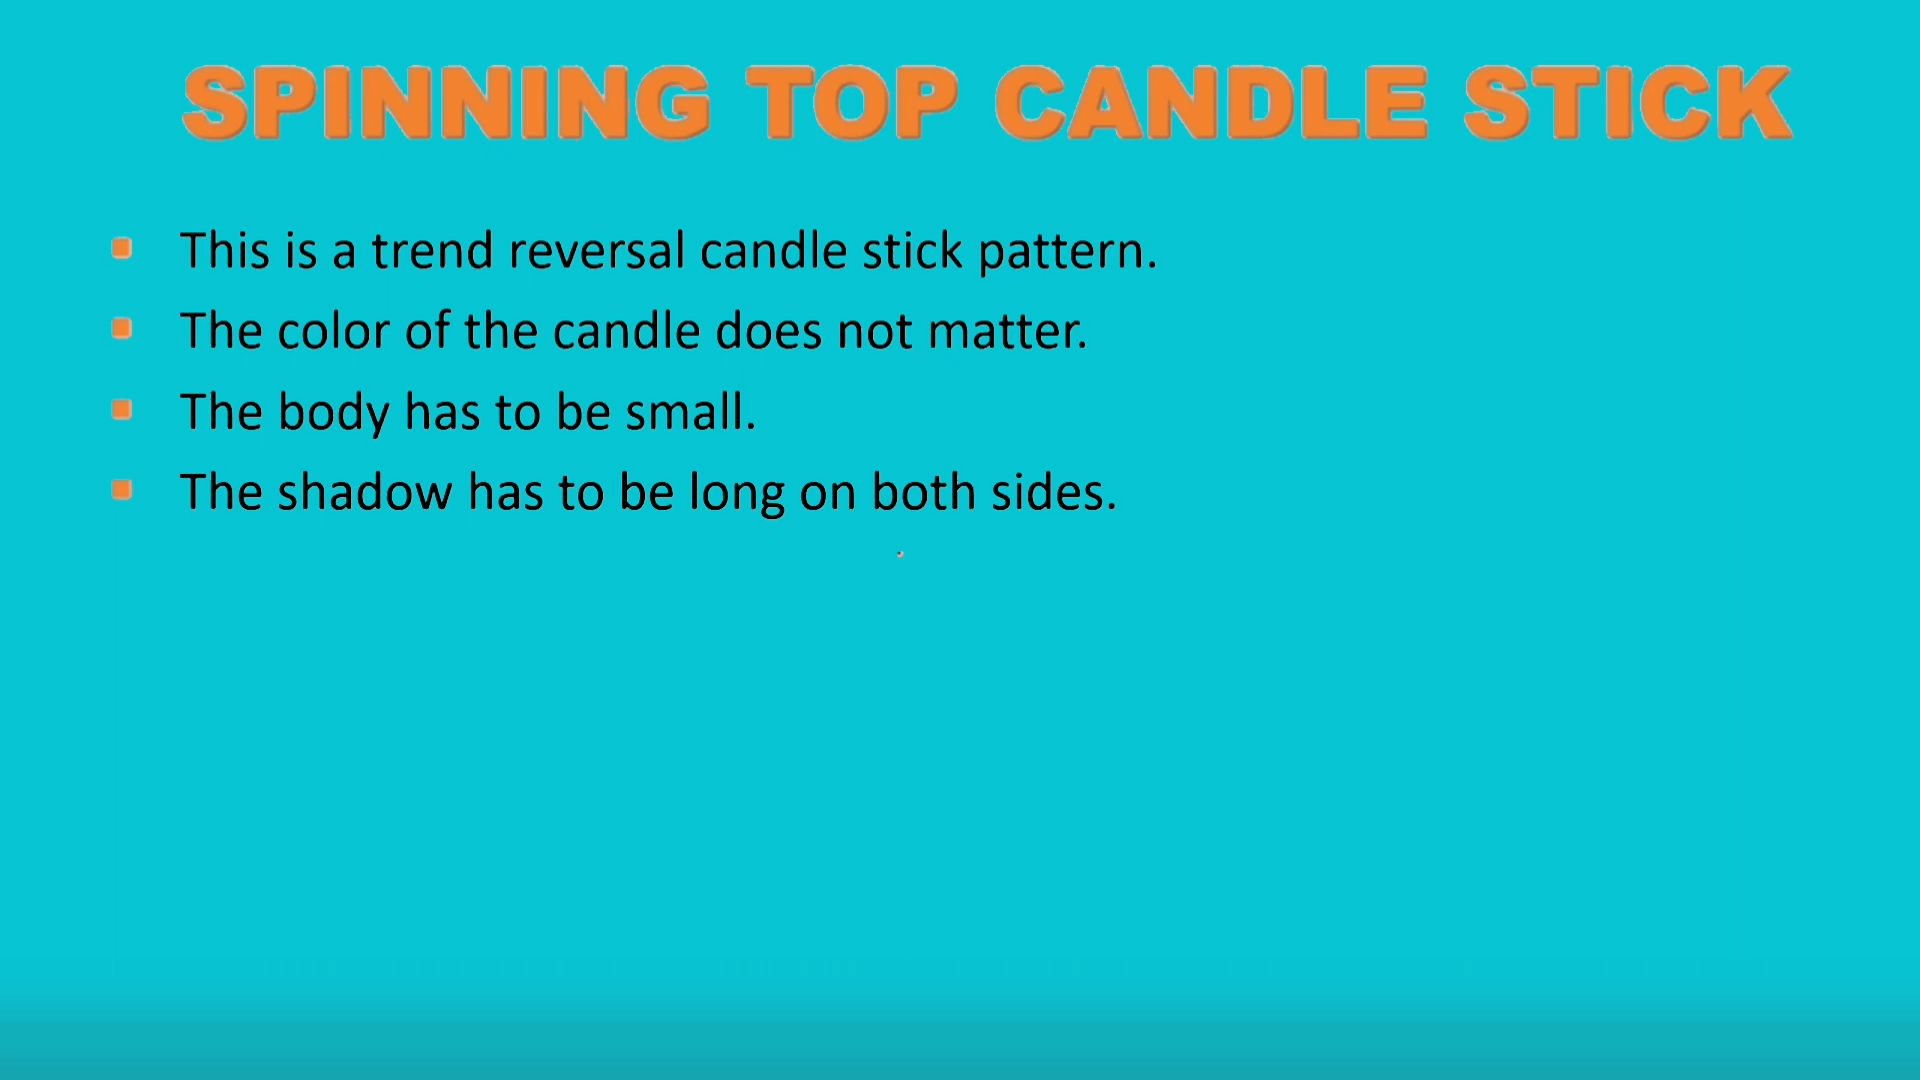 SPINNING TOP CANDLE STICK
This is a trend reversal candle stick pattern.
The color of the candle does not matter.
The body has to be small.
The shadow has to be long on both sides.